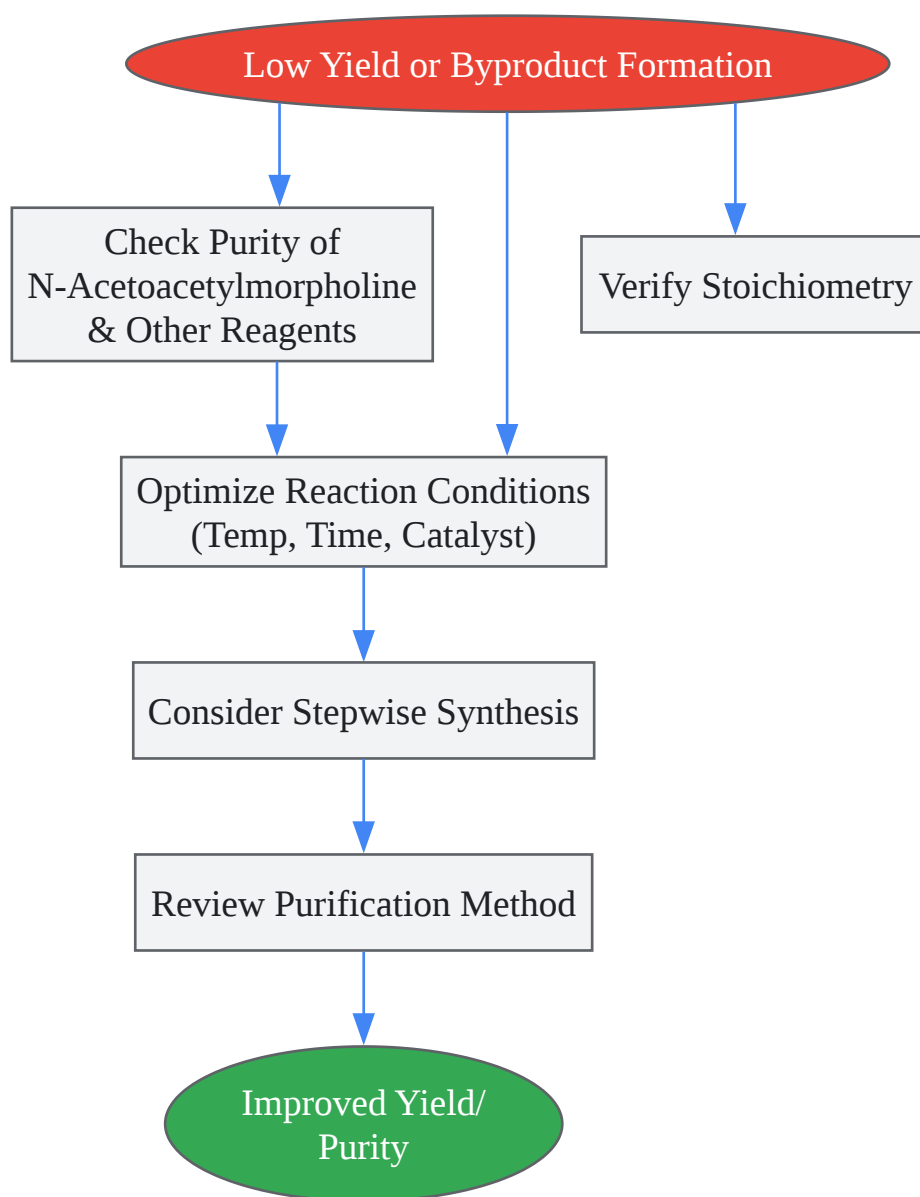 Low Yield or Byproduct Formation
Check Purity of
N-Acetoacetylmorpholine
& Other Reagents
Verify Stoichiometry
Optimize Reaction Conditions
(Temp, Time, Catalyst)
Consider Stepwise Synthesis
Review Purification Method
Improved Yield/
Purity